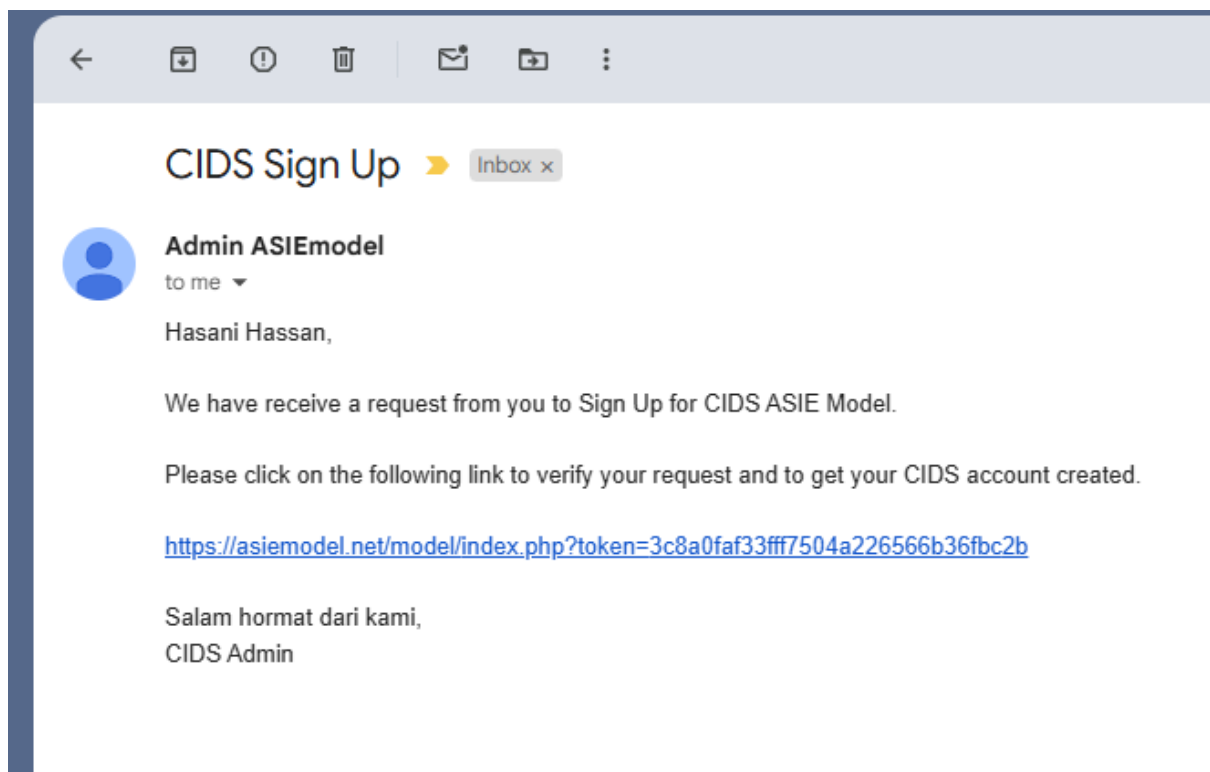 CIDS Sign Up
Inbox x
Admin ASIEmodel
to me
Hasani Hassan,
We have receive a request from you to Sign Up for CIDS ASIE Model.
Please click on the following link to verify your request and to get your CIDS account created.
https://asiemodel.net/model/index.php?token=3c8a0faf33fff7504a226566b36fbc2b
Salam hormat dari kami,
CIDS Admin